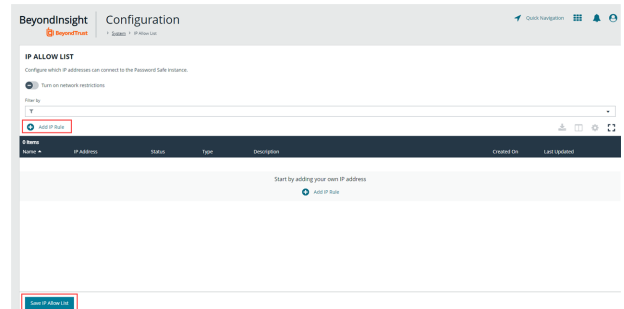 BeyondInsight
BeyondTrust
Configuration
System > IP Allow List
Quick Navigation
IP ALLOW LIST
Configure which IP addresses can connect to the Password Safe instance.
Turn on network restrictions
Filter by
Add IP Rule
0 items
Name IP Address Status Type Description Created On Last Updated
Start by adding your own IP address
Add IP Rule
Save IP Allow List